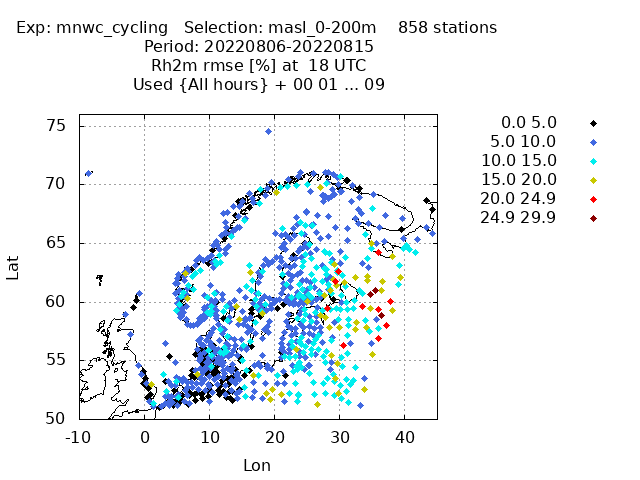 Exp: mnwc_cycling   Selection: masl_0-200m    858 stations
Period: 20220806-20220815
Rh2m rmse [%] at  18 UTC
Used {All hours} + 00 01 ... 09
0.0 5.0
5.0 10.0
10.0 15.0
15.0 20.0
20.0 24.9
24.9 29.9
75
70
65
60
55
50
Lat
-10 0 10 20 30 40
Lon